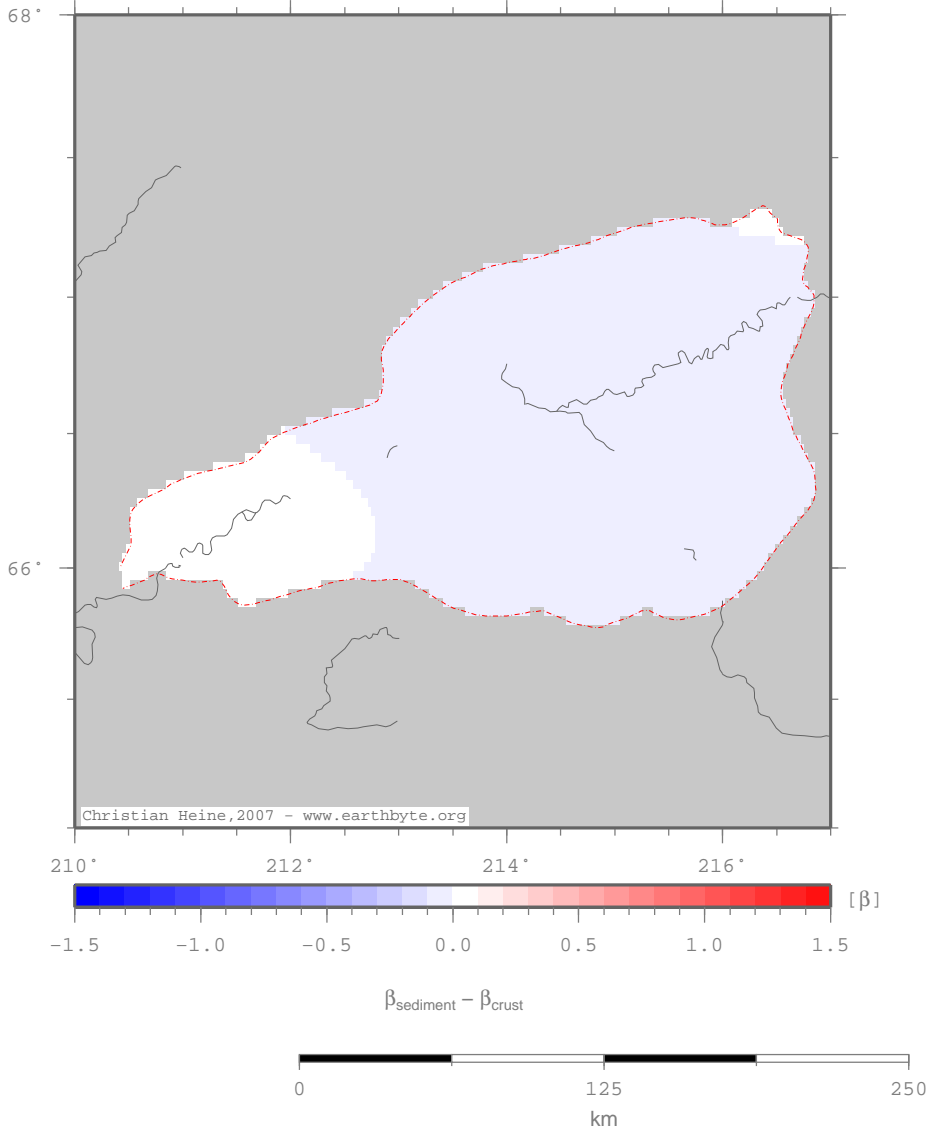 68°
66°
Christian Heine,2007 - www.earthbyte.org
210° 212° 214° 216°
[β]
-1.5 -1.0 -0.5 0.0 0.5 1.0 1.5
βsediment – βcrust
0 125 250
km